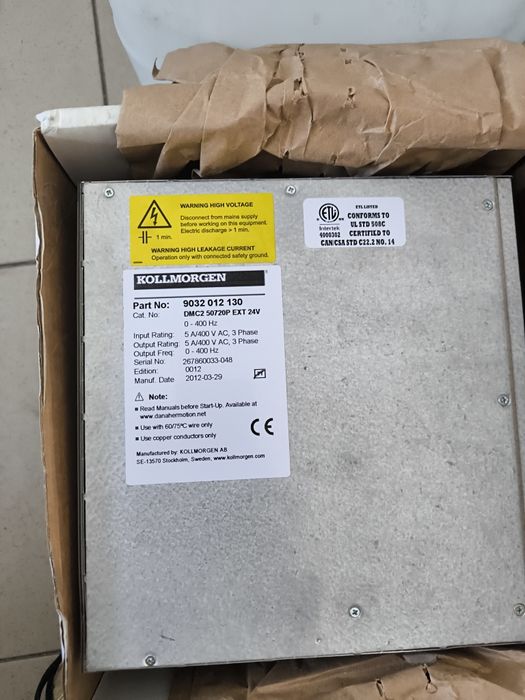 WARNING HIGH VOLTAGE
Disconnect from mains supply
before working on this equipment.
Electric discharge > 1 min.
1 min.
WARNING HIGH LEAKAGE CURRENT
Operation only with connected safety ground.
ETL LISTED
CONFORMS TO
UL STD 508C
CERTIFIED TO
CAN/CSA STD C22.2 NO. 14
ETL
Intertek
4000302
KOLLMORGEN
Part No: 9032 012 130
Cat. No: DMC2 50720P EXT 24V
0 - 400 Hz
Input Rating: 5 A/400 V AC, 3 Phase
Output Rating: 5 A/400 V AC, 3 Phase
Output Freq: 0 - 400 Hz
Serial No: 267860033-048
Edition: 0012
Manuf. Date 2012-03-29
Note:
Read Manuals before Start-Up. Available at
www.danahermotion.net
Use with 60/75ºC wire only
Use copper conductors only
CE
Manufactured by: KOLLMORGEN AB
SE-13570 Stockholm, Sweden, www.kollmorgen.com